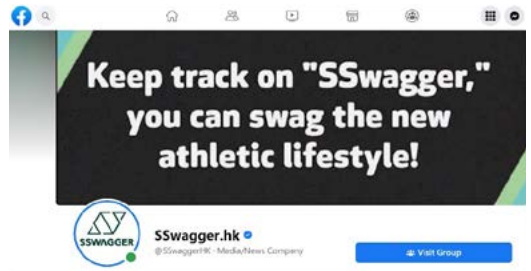 Keep track on "SSwagger,"
you can swag the new
athletic lifestyle!
SSWAGGER
SSwagger.hk
@SSwaggerHK · Media/News Company
Visit Group